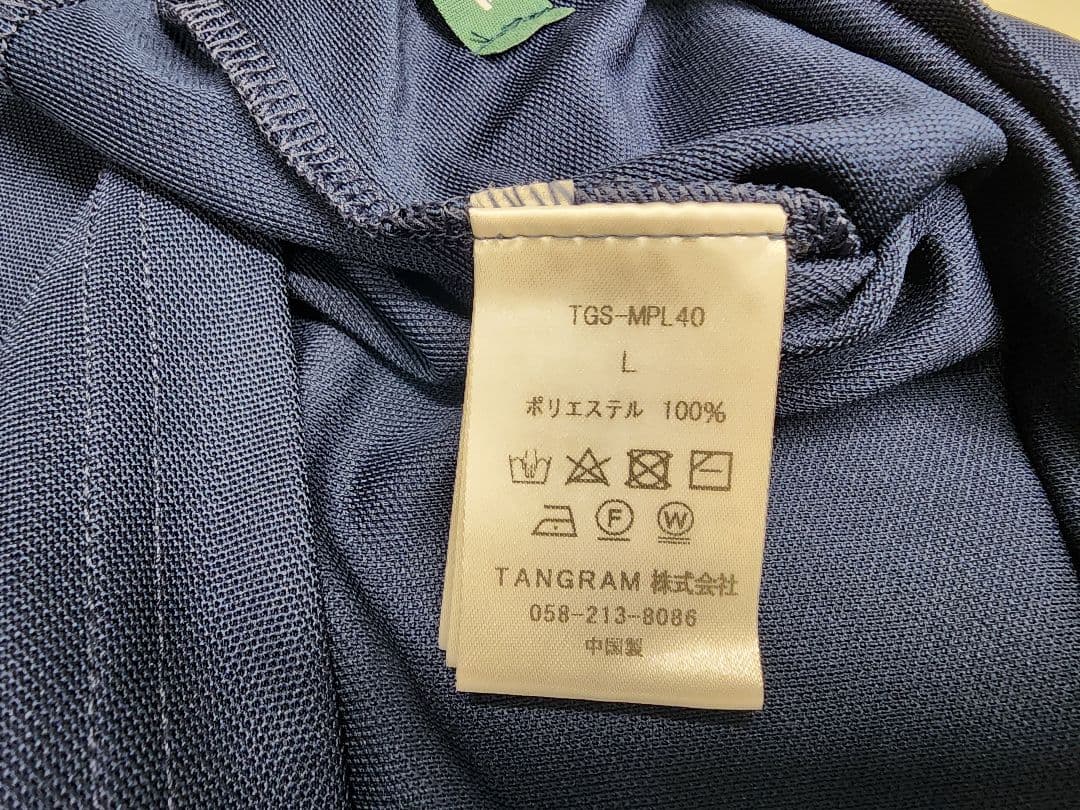 TGS-MPL40
L
ポリエステル 100%
F W
TANGRAM 株式会社
058-213-8086
中国製